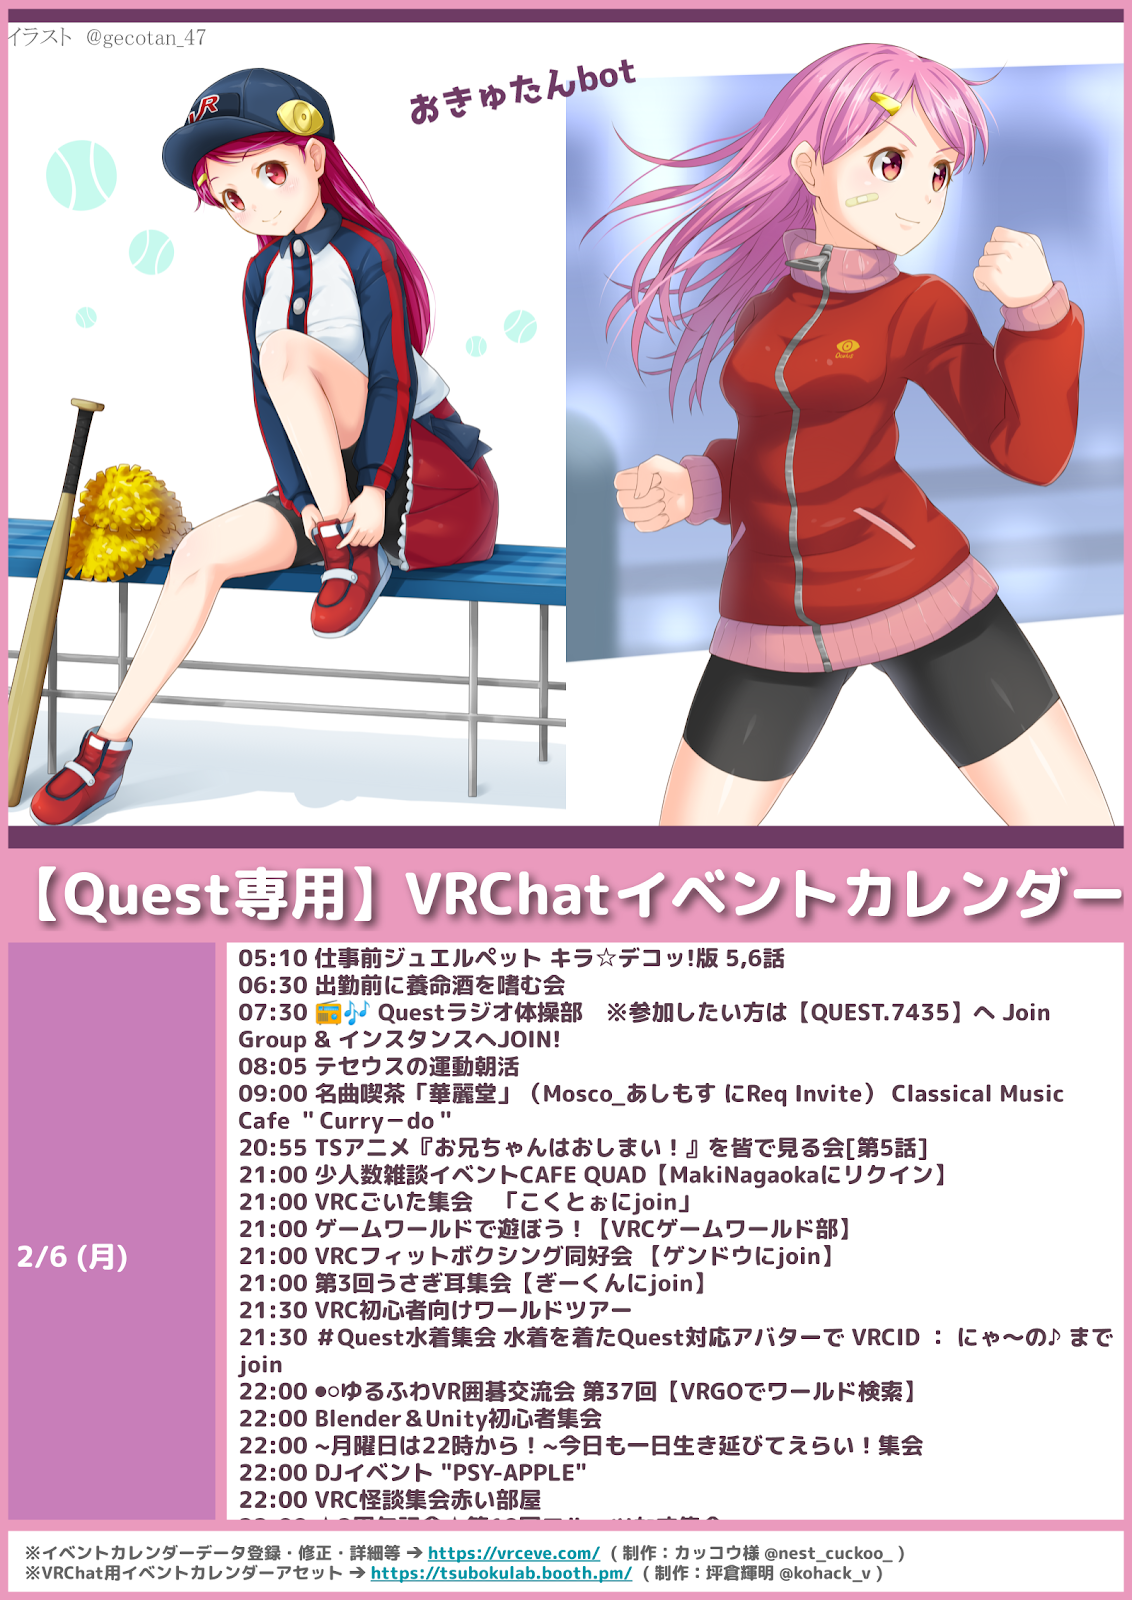 イラスト @gecotan_47
おきゅたんbot
VR
Quest
【Quest専用】VRChatイベントカレンダー
2/6 (月)
05:10 仕事前ジュエルペット キラ☆デコッ!版 5,6話
06:30 出勤前に養命酒を嗜む会
07:30 📻🎶 Questラジオ体操部　※参加したい方は【QUEST.7435】へ Join
Group & インスタンスへJOIN!
08:05 テセウスの運動朝活
09:00 名曲喫茶「華麗堂」（Mosco_あしもす にReq Invite） Classical Music
Cafe ＂Curry－do＂
20:55 TSアニメ『お兄ちゃんはおしまい！』を皆で見る会[第5話]
21:00 少人数雑談イベントCAFE QUAD【MakiNagaokaにリクイン】
21:00 VRCごいた集会　「こくとぉにjoin」
21:00 ゲームワールドで遊ぼう！【VRCゲームワールド部】
21:00 VRCフィットボクシング同好会 【ゲンドウにjoin】
21:00 第3回うさぎ耳集会【ぎーくんにjoin】
21:30 VRC初心者向けワールドツアー
21:30 ＃Quest水着集会 水着を着たQuest対応アバターで VRCID ： にゃ〜の♪ まで
join
22:00 ●○ゆるふわVR囲碁交流会 第37回【VRGOでワールド検索】
22:00 Blender＆Unity初心者集会
22:00 ~月曜日は22時から！~今日も一日生き延びてえらい！集会
22:00 DJイベント "PSY-APPLE"
22:00 VRC怪談集会赤い部屋
※イベントカレンダーデータ登録・修正・詳細等 ➔ https://vrceve.com/ ( 制作：カッコウ様 @nest_cuckoo_ )
※VRChat用イベントカレンダーアセット ➔ https://tsubokulab.booth.pm/ ( 制作：坪倉輝明 @kohack_v )